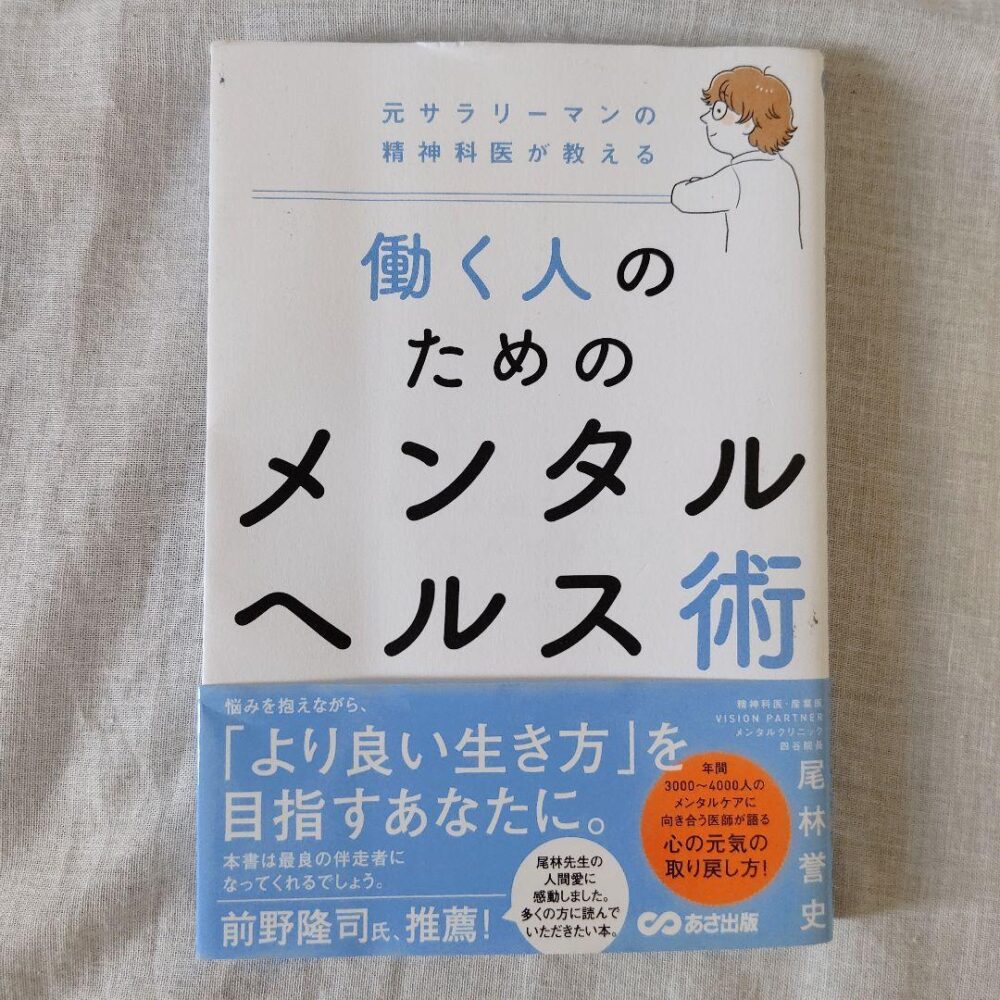 元サラリーマンの
精神科医が教える
働く人の
ための
メンタル
ヘルス術
悩みを抱えながら、
「より良い生き方」を
目指すあなたに。
本書は最良の伴走者に
なってくれるでしょう。
前野隆司氏、推薦!
尾林先生の
人間愛に
感動しました。
多くの方に読んで
いただきたい本。
年間
3000〜4000人の
メンタルケアに
向き合う医師が語る
心の元気の
取り戻し方!
精神科医・産業医
VISION PARTNER
メンタルクリニック
四谷院長
尾林誉史
あさ出版